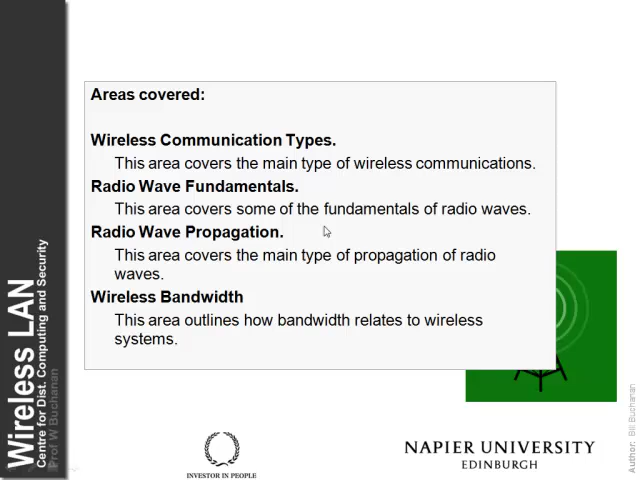 Areas covered:
Wireless Communication Types.
This area covers the main type of wireless communications.
Radio Wave Fundamentals.
This area covers some of the fundamentals of radio waves.
Radio Wave Propagation.
This area covers the main type of propagation of radio
waves.
Wireless Bandwidth
This area outlines how bandwidth relates to wireless
systems.
Wireless LAN
Centre for Dist. Computing and Security
Prof W Buchanan
INVESTOR IN PEOPLE
NAPIER UNIVERSITY
EDINBURGH
Author: Bill Buchanan